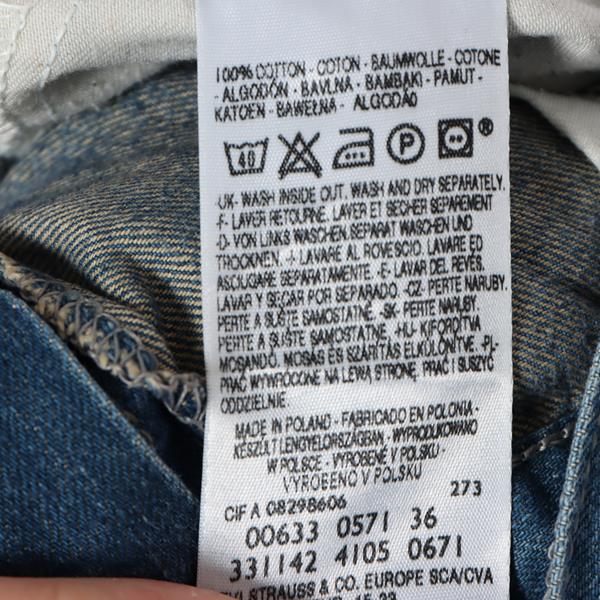 100% COTTON - COTON - BAUMWOLLE - COTONE
- ALGODÓN - BAVLNA - BAMBAKI - PAMUT -
KATOEN - BAWEŁNA - ALGODÃO
40 P ®
-UK- WASH INSIDE OUT. WASH AND DRY SEPARATELY.
-F- LAVER RETOURNE. LAVER ET SECHER SEPAREMENT
-D- VON LINKS WASCHEN. SEPARAT WASCHEN UND
TROCKNEN. -I- LAVARE AL ROVESCIO. LAVARE ED
ASCIUGARE SEPARATAMENTE. -E- LAVAR DEL REVÉS.
LAVAR Y SECAR POR SEPARADO. -CZ- PERTE NARUBY.
PERTE A SUŠTE SAMOSTATNĚ. -SK- PERTE NARUBY.
PERTE A SUŠTE SAMOSTATNE. -HU- KIFORDÍTVA
MOSANDÓ. MOSÁS ÉS SZÁRÍTÁS ELKÜLÖNÍTVE. -PL-
PRAĆ WYWRÓCONE NA LEWĄ STRONĘ. PRAĆ I SUSZYĆ
ODDZIELNIE.
MADE IN POLAND - FABRICADO EN POLONIA -
KÉSZÜLT LENGYELORSZÁGBAN - WYPRODUKOWANO
W POLSCE - VYROBENÉ V POLSKU -
VYROBENO V POLSKU
273
CIF A 08298606
00633 0571 36
331142 4105 0671
STRAUSS & CO. EUROPE SCA/CVA